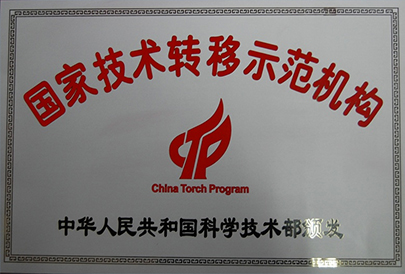 国家技术转移示范机构
CTP
China Torch Program
中华人民共和国科学技术部颁发